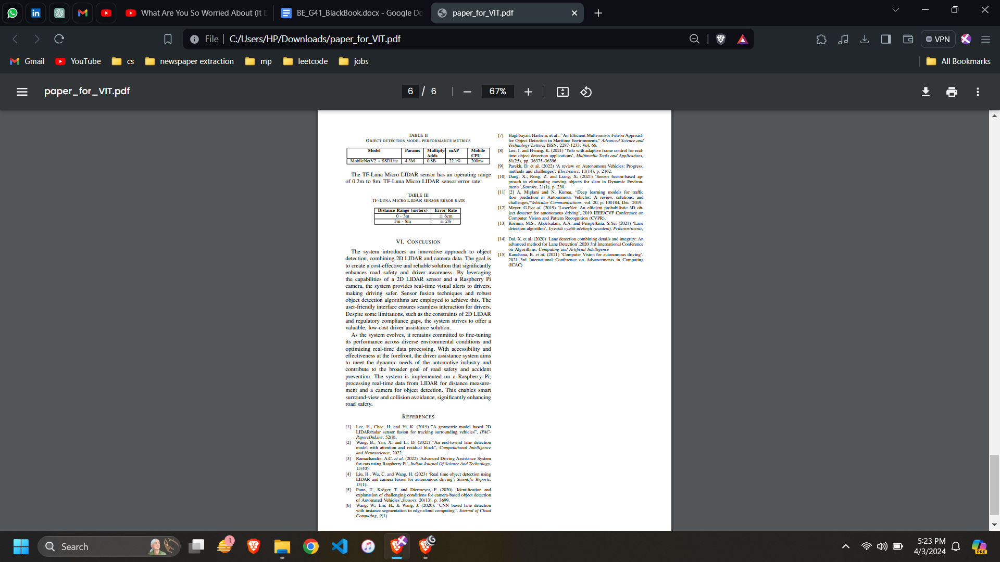 What Are You So Worried About (It D
BE_G41_BlackBook.docx - Google Do
paper_for_VIT.pdf
File
C:/Users/HP/Downloads/paper_for_VIT.pdf
VPN
Gmail
YouTube
cs
newspaper extraction
mp
leetcode
jobs
All Bookmarks
paper_for_VIT.pdf
6 / 6
67%
TABLE II
OBJECT DETECTION MODEL PERFORMANCE METRICS
Model Params Multiply- mAP Mobile
Adds CPU
MobileNetV2 + SSDLite 4.3M 0.8B 22.1% 200ms
The TF-Luna Micro LIDAR sensor has an operating range
of 0.2m to 8m. TF-Luna Micro LIDAR sensor error rate:
TABLE III
TF-LUNA MICRO LIDAR SENSOR ERROR RATE
Distance Range (meters) Error Rate
0 - 3m ± 6cm
3m - 8m ± 2%
VI. CONCLUSION
The system introduces an innovative approach to object
detection, combining 2D LIDAR and camera data. The goal is
to create a cost-effective and reliable solution that significantly
enhances road safety and driver awareness. By leveraging
the capabilities of a 2D LIDAR sensor and a Raspberry Pi
camera, the system provides real-time visual alerts to drivers,
making driving safer. Sensor fusion techniques and robust
object detection algorithms are employed to achieve this. The
user-friendly interface ensures seamless interaction for drivers.
Despite some limitations, such as the constraints of 2D LIDAR
and regulatory compliance gaps, the system strives to offer a
valuable, low-cost driver assistance solution.
As the system evolves, it remains committed to fine-tuning
its performance across diverse environmental conditions and
optimizing real-time data processing. With accessibility and
effectiveness at the forefront, the driver assistance system aims
to meet the dynamic needs of the automotive industry and
contribute to the broader goal of road safety and accident
prevention. The system is implemented on a Raspberry Pi,
processing real-time data from LIDAR for distance measure-
ment and a camera for object detection. This enables smart
surround-view and collision avoidance, significantly enhancing
road safety.
REFERENCES
[1] Lee, H., Chae, H. and Yi, K. (2019) ”A geometric model based 2D
LIDAR/radar sensor fusion for tracking surrounding vehicles”, IFAC-
PapersOnLine, 52(8).
[2] Wang, B., Yan, X. and Li, D. (2022) ”An end-to-end lane detection
model with attention and residual block”, Computational Intelligence
and Neuroscience, 2022.
[3] Ramachandra, A.C. et al. (2022) ‘Advanced Driving Assistance System
for cars using Raspberry Pi’, Indian Journal Of Science And Technology,
15(40).
[4] Liu, H., Wu, C. and Wang, H. (2023) ‘Real time object detection using
LIDAR and camera fusion for autonomous driving’, Scientific Reports,
13(1).
[5] Ponn, T., Kröger, T. and Diermeyer, F. (2020) ‘Identification and
explanation of challenging conditions for camera-based object detection
of Automated Vehicles’,Sensors, 20(13), p. 3699.
[6] Wang, W., Lin, H., & Wang, J. (2020). ”CNN based lane detection
with instance segmentation in edge-cloud computing”. Journal of Cloud
Computing, 9(1)
[7] Haghbayan, Hashem, et al., ”An Efficient Multi-sensor Fusion Approach
for Object Detection in Maritime Environments,” Advanced Science and
Technology Letters, ISSN: 2287-1233, Vol. 66.
[8] Lee, J. and Hwang, K. (2021) ‘Yolo with adaptive frame control for real-
time object detection applications’, Multimedia Tools and Applications,
81(25), pp. 36375–36396.
[9] Parekh, D. et al. (2022) ‘A review on Autonomous Vehicles: Progress,
methods and challenges’, Electronics, 11(14), p. 2162.
[10] Dang, X., Rong, Z. and Liang, X. (2021) ‘Sensor fusion-based ap-
proach to eliminating moving objects for slam in Dynamic Environ-
ments’,Sensors, 21(1), p. 230.
[11] [2] A. Miglani and N. Kumar, “Deep learning models for traffic
flow prediction in Autonomous Vehicles: A review, solutions, and
challenges,”Vehicular Communications, vol. 20, p. 100184, Dec. 2019.
[12] Meyer, G.P.et al. (2019) ‘LaserNet: An efficient probabilistic 3D ob-
ject detector for autonomous driving’, 2019 IEEE/CVF Conference on
Computer Vision and Pattern Recognition (CVPR).
[13] Korium, M.S., Abdelsalam, A.A. and Perepelkina, S.Yu. (2021) ‘Lane
detection algorithm’, Izvestiâ vysših učebnyh zavedenij. Priborostroenie,
.
[14] Dai, X. et al. (2020) ‘Lane detection combining details and integrity: An
advanced method for Lane Detection’,2020 3rd International Conference
on Algorithms, Computing and Artificial Intelligence
[15] Kanchana, B. et al. (2021) ‘Computer Vision for autonomous driving’,
2021 3rd International Conference on Advancements in Computing
(ICAC)
Search
1
5:23 PM
4/3/2024
PRE